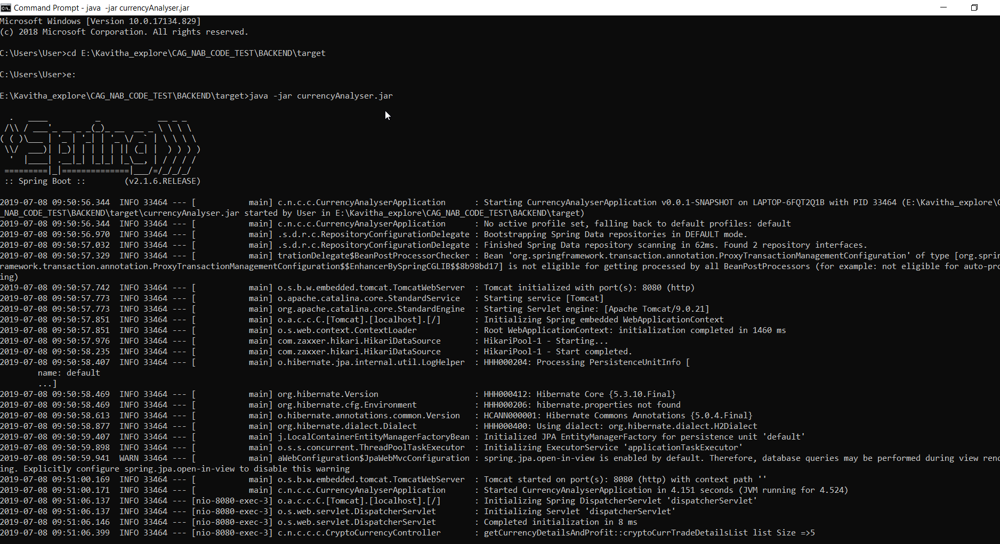 Command Prompt - java  -jar currencyAnalyser.jar
Microsoft Windows [Version 10.0.17134.829]
(c) 2018 Microsoft Corporation. All rights reserved.
C:\Users\User>cd E:\Kavitha_explore\CAG_NAB_CODE_TEST\BACKEND\target
C:\Users\User>e:
E:\Kavitha_explore\CAG_NAB_CODE_TEST\BACKEND\target>java -jar currencyAnalyser.jar
  .   ____          _            __ _ _
 /\\ / ___'_ __ _ _(_)_ __  __ _ \ \ \ \
( ( )\___ | '_ | '_| | '_ \/ _` | \ \ \ \
 \\/  ___)| |_)| | | | | || (_| |  ) ) ) )
  '  |____| .__|_| |_|_| |_\__, | / / / /
 =========|_|==============|___/=/_/_/_/
 :: Spring Boot ::        (v2.1.6.RELEASE)
2019-07-08 09:50:56.344  INFO 33464 --- [           main] c.n.c.c.CurrencyAnalyserApplication      : Starting CurrencyAnalyserApplication v0.0.1-SNAPSHOT on LAPTOP-6FQT2Q1B with PID 33464 (E:\Kavitha_explore\C
_NAB_CODE_TEST\BACKEND\target\currencyAnalyser.jar started by User in E:\Kavitha_explore\CAG_NAB_CODE_TEST\BACKEND\target)
2019-07-08 09:50:56.344  INFO 33464 --- [           main] c.n.c.c.CurrencyAnalyserApplication      : No active profile set, falling back to default profiles: default
2019-07-08 09:50:56.970  INFO 33464 --- [           main] .s.d.r.c.RepositoryConfigurationDelegate : Bootstrapping Spring Data repositories in DEFAULT mode.
2019-07-08 09:50:57.032  INFO 33464 --- [           main] .s.d.r.c.RepositoryConfigurationDelegate : Finished Spring Data repository scanning in 62ms. Found 2 repository interfaces.
2019-07-08 09:50:57.329  INFO 33464 --- [           main] trationDelegate$BeanPostProcessorChecker : Bean 'org.springframework.transaction.annotation.ProxyTransactionManagementConfiguration' of type [org.sprin
ramework.transaction.annotation.ProxyTransactionManagementConfiguration$$EnhancerBySpringCGLIB$$8b98bd17] is not eligible for getting processed by all BeanPostProcessors (for example: not eligible for auto-pro
ing)
2019-07-08 09:50:57.742  INFO 33464 --- [           main] o.s.b.w.embedded.tomcat.TomcatWebServer  : Tomcat initialized with port(s): 8080 (http)
2019-07-08 09:50:57.773  INFO 33464 --- [           main] o.apache.catalina.core.StandardService   : Starting service [Tomcat]
2019-07-08 09:50:57.773  INFO 33464 --- [           main] org.apache.catalina.core.StandardEngine  : Starting Servlet engine: [Apache Tomcat/9.0.21]
2019-07-08 09:50:57.851  INFO 33464 --- [           main] o.a.c.c.C.[Tomcat].[localhost].[/]       : Initializing Spring embedded WebApplicationContext
2019-07-08 09:50:57.851  INFO 33464 --- [           main] o.s.web.context.ContextLoader            : Root WebApplicationContext: initialization completed in 1460 ms
2019-07-08 09:50:57.976  INFO 33464 --- [           main] com.zaxxer.hikari.HikariDataSource       : HikariPool-1 - Starting...
2019-07-08 09:50:58.235  INFO 33464 --- [           main] com.zaxxer.hikari.HikariDataSource       : HikariPool-1 - Start completed.
2019-07-08 09:50:58.407  INFO 33464 --- [           main] o.hibernate.jpa.internal.util.LogHelper  : HHH000204: Processing PersistenceUnitInfo [
        name: default
        ...]
2019-07-08 09:50:58.469  INFO 33464 --- [           main] org.hibernate.Version                    : HHH000412: Hibernate Core {5.3.10.Final}
2019-07-08 09:50:58.469  INFO 33464 --- [           main] org.hibernate.cfg.Environment            : HHH000206: hibernate.properties not found
2019-07-08 09:50:58.613  INFO 33464 --- [           main] o.hibernate.annotations.common.Version   : HCANN000001: Hibernate Commons Annotations {5.0.4.Final}
2019-07-08 09:50:58.877  INFO 33464 --- [           main] org.hibernate.dialect.Dialect            : HHH000400: Using dialect: org.hibernate.dialect.H2Dialect
2019-07-08 09:50:59.407  INFO 33464 --- [           main] j.LocalContainerEntityManagerFactoryBean : Initialized JPA EntityManagerFactory for persistence unit 'default'
2019-07-08 09:50:59.898  INFO 33464 --- [           main] o.s.s.concurrent.ThreadPoolTaskExecutor  : Initializing ExecutorService 'applicationTaskExecutor'
2019-07-08 09:50:59.941  WARN 33464 --- [           main] aWebConfiguration$JpaWebMvcConfiguration : spring.jpa.open-in-view is enabled by default. Therefore, database queries may be performed during view rend
ing. Explicitly configure spring.jpa.open-in-view to disable this warning
2019-07-08 09:51:00.169  INFO 33464 --- [           main] o.s.b.w.embedded.tomcat.TomcatWebServer  : Tomcat started on port(s): 8080 (http) with context path ''
2019-07-08 09:51:00.171  INFO 33464 --- [           main] c.n.c.c.CurrencyAnalyserApplication      : Started CurrencyAnalyserApplication in 4.151 seconds (JVM running for 4.524)
2019-07-08 09:51:06.137  INFO 33464 --- [nio-8080-exec-3] o.a.c.c.C.[Tomcat].[localhost].[/]       : Initializing Spring DispatcherServlet 'dispatcherServlet'
2019-07-08 09:51:06.137  INFO 33464 --- [nio-8080-exec-3] o.s.web.servlet.DispatcherServlet        : Initializing Servlet 'dispatcherServlet'
2019-07-08 09:51:06.146  INFO 33464 --- [nio-8080-exec-3] o.s.web.servlet.DispatcherServlet        : Completed initialization in 8 ms
2019-07-08 09:51:06.399  INFO 33464 --- [nio-8080-exec-3] c.n.c.c.c.CryptoCurrencyController       : getCurrencyDetailsAndProfit::cryptoCurrTradeDetailsList list Size =>5